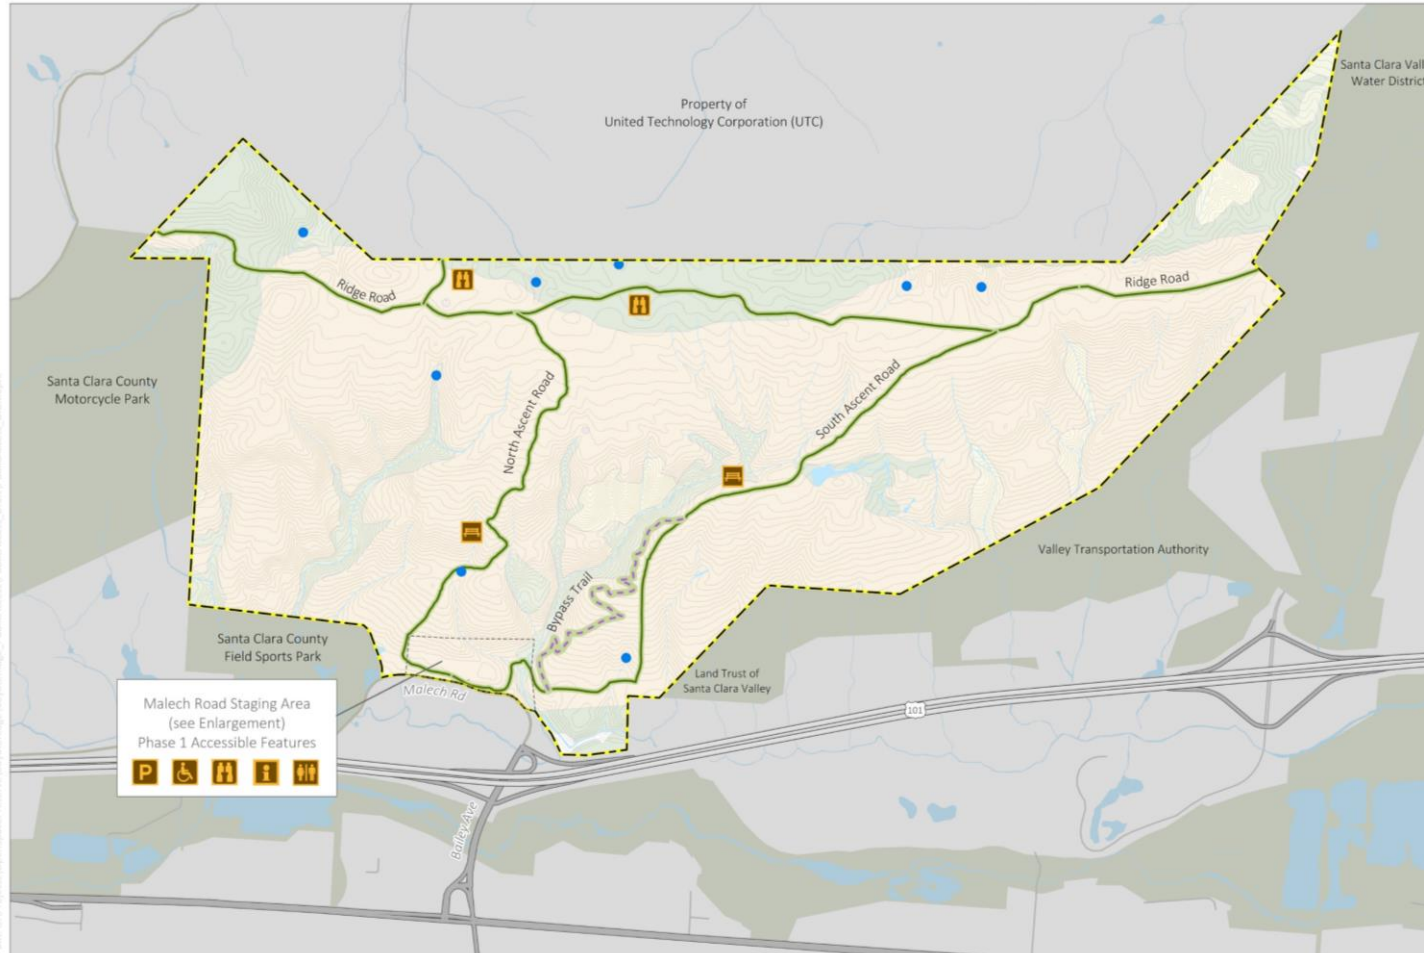 Santa Clara Vall
Water District
Property of
United Technology Corporation (UTC)
Ridge Road
Ridge Road
Santa Clara County
Motorcycle Park
North Ascent Road
South Ascent Road
Valley Transportation Authority
Bypass Trail
Santa Clara County
Field Sports Park
Land Trust of
Santa Clara Valley
Malech Rd
Malech Road Staging Area
(see Enlargement)
Phase 1 Accessible Features
P
101
Bailey Ave